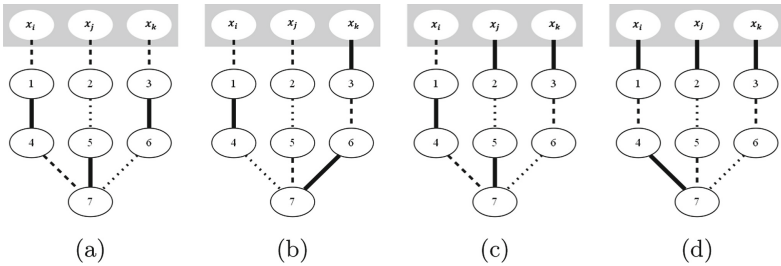 x_i x_j x_k x_i x_j x_k x_i x_j x_k x_i x_j x_k
1 2 3 1 2 3 1 2 3 1 2 3
4 5 6 4 5 6 4 5 6 4 5 6
7 7 7 7
(a) (b) (c) (d)